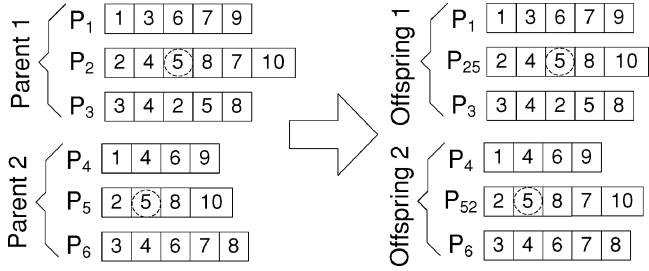 Parent 1
P1 1 3 6 7 9
P2 2 4 5 8 7 10
P3 3 4 2 5 8
Parent 2
P4 1 4 6 9
P5 2 5 8 10
P6 3 4 6 7 8
Offspring 1
P1 1 3 6 7 9
P25 2 4 5 8 10
P3 3 4 2 5 8
Offspring 2
P4 1 4 6 9
P52 2 5 8 7 10
P6 3 4 6 7 8